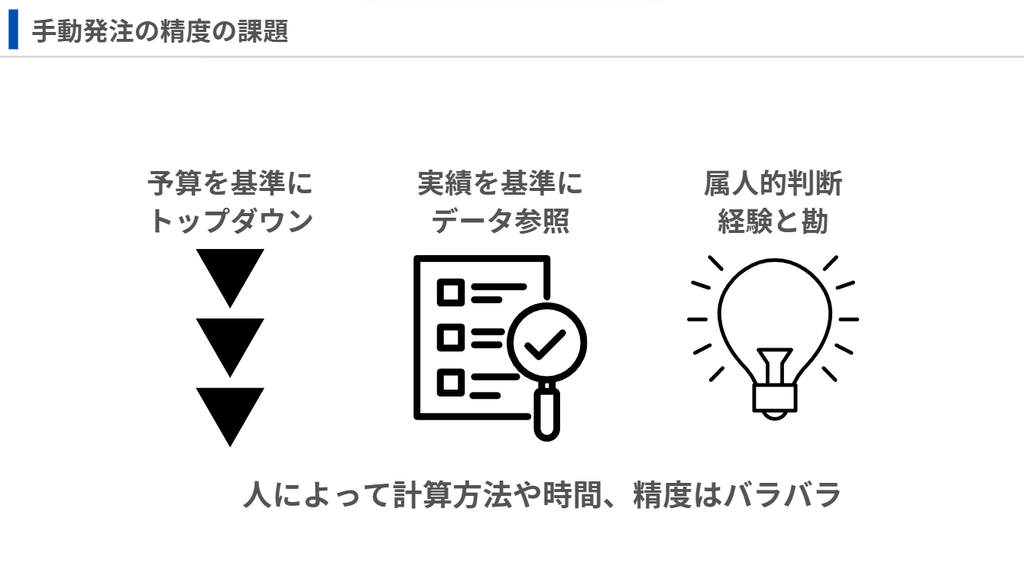 手動発注の精度の課題
予算を基準に
トップダウン
実績を基準に
データ参照
属人的判断
経験と勘
人によって計算方法や時間、精度はバラバラ